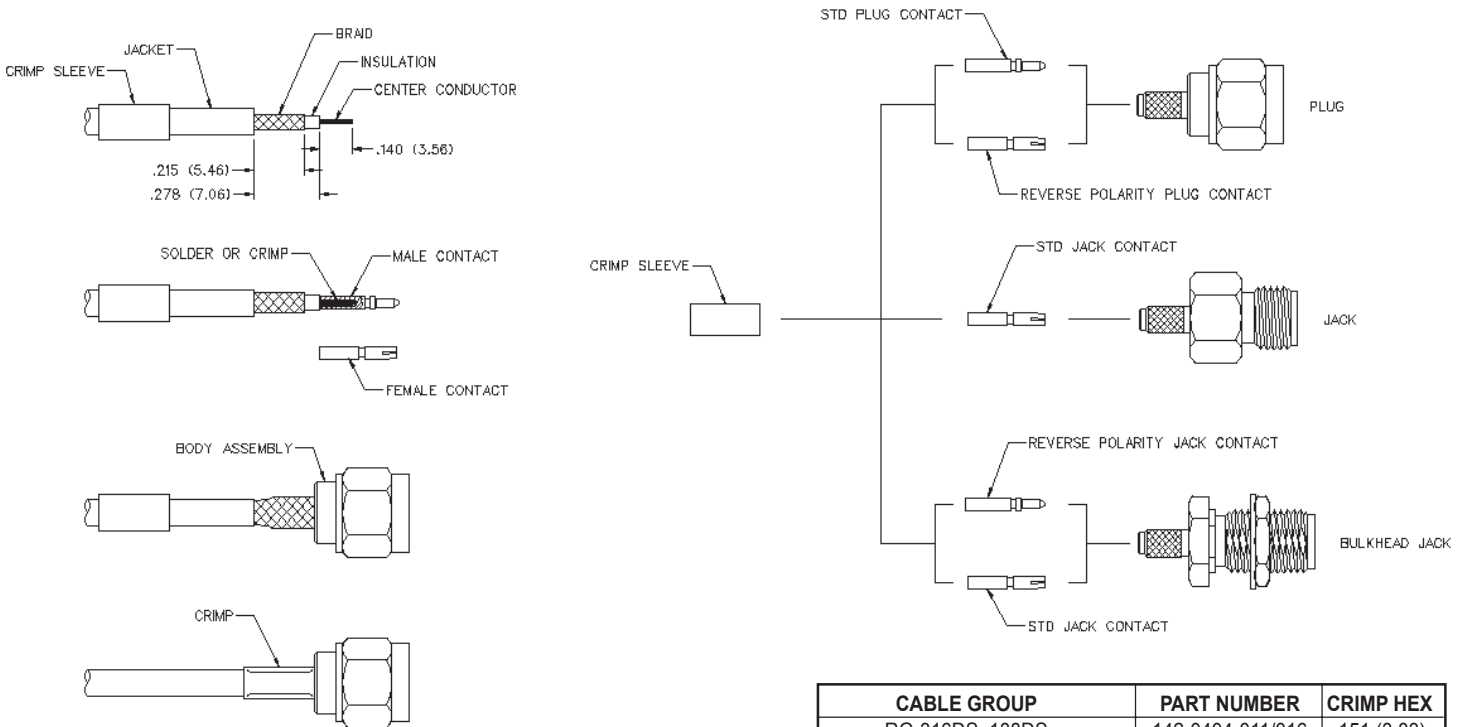 CRIMP SLEEVE
JACKET
BRAID
INSULATION
CENTER CONDUCTOR
.140 (3.56)
.215 (5.46)
.278 (7.06)
SOLDER OR CRIMP
MALE CONTACT
FEMALE CONTACT
BODY ASSEMBLY
CRIMP
STD PLUG CONTACT
PLUG
REVERSE POLARITY PLUG CONTACT
CRIMP SLEEVE
STD JACK CONTACT
JACK
REVERSE POLARITY JACK CONTACT
BULKHEAD JACK
STD JACK CONTACT
CABLE GROUP PART NUMBER CRIMP HEX